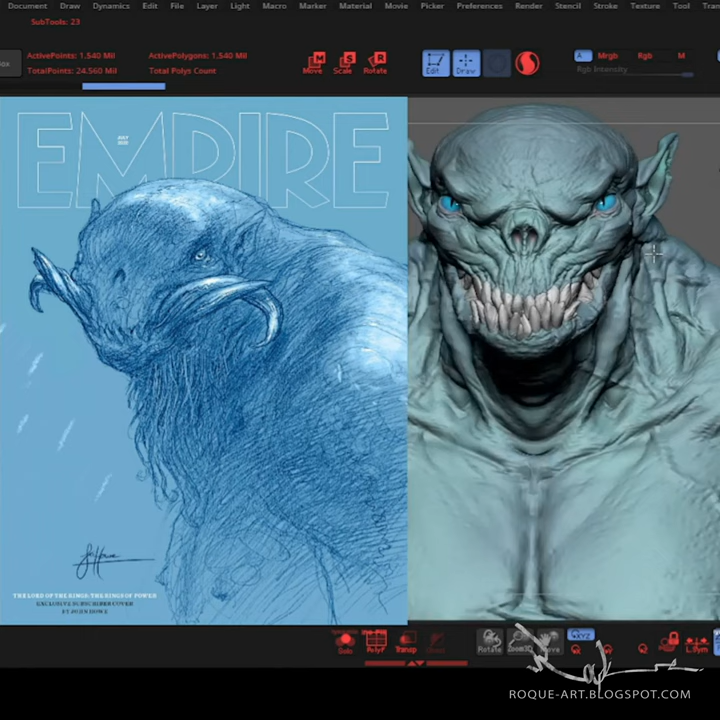 Document Draw Dynamics Edit File Layer Light Macro Marker Material Movie Picker Preferences Render Stencil Stroke Texture Tool
SubTools: 23
ActivePoints: 1.540 Mil ActivePolygons: 1.540 Mil
TotalPoints: 24.560 Mil Total Polys Count
Move Scale Rotate Edit Draw A Mrgb Rgb M
Rgb Intensity
EMPIRE
JULY
THE LORD OF THE RINGS: THE RINGS OF POWER
EXCLUSIVE SUBSCRIBER COVER
BY JOHN HOWE
Solo PolyF Transp Rotate Zoom3D Move L.Sym
ROQUE-ART.BLOGSPOT.COM